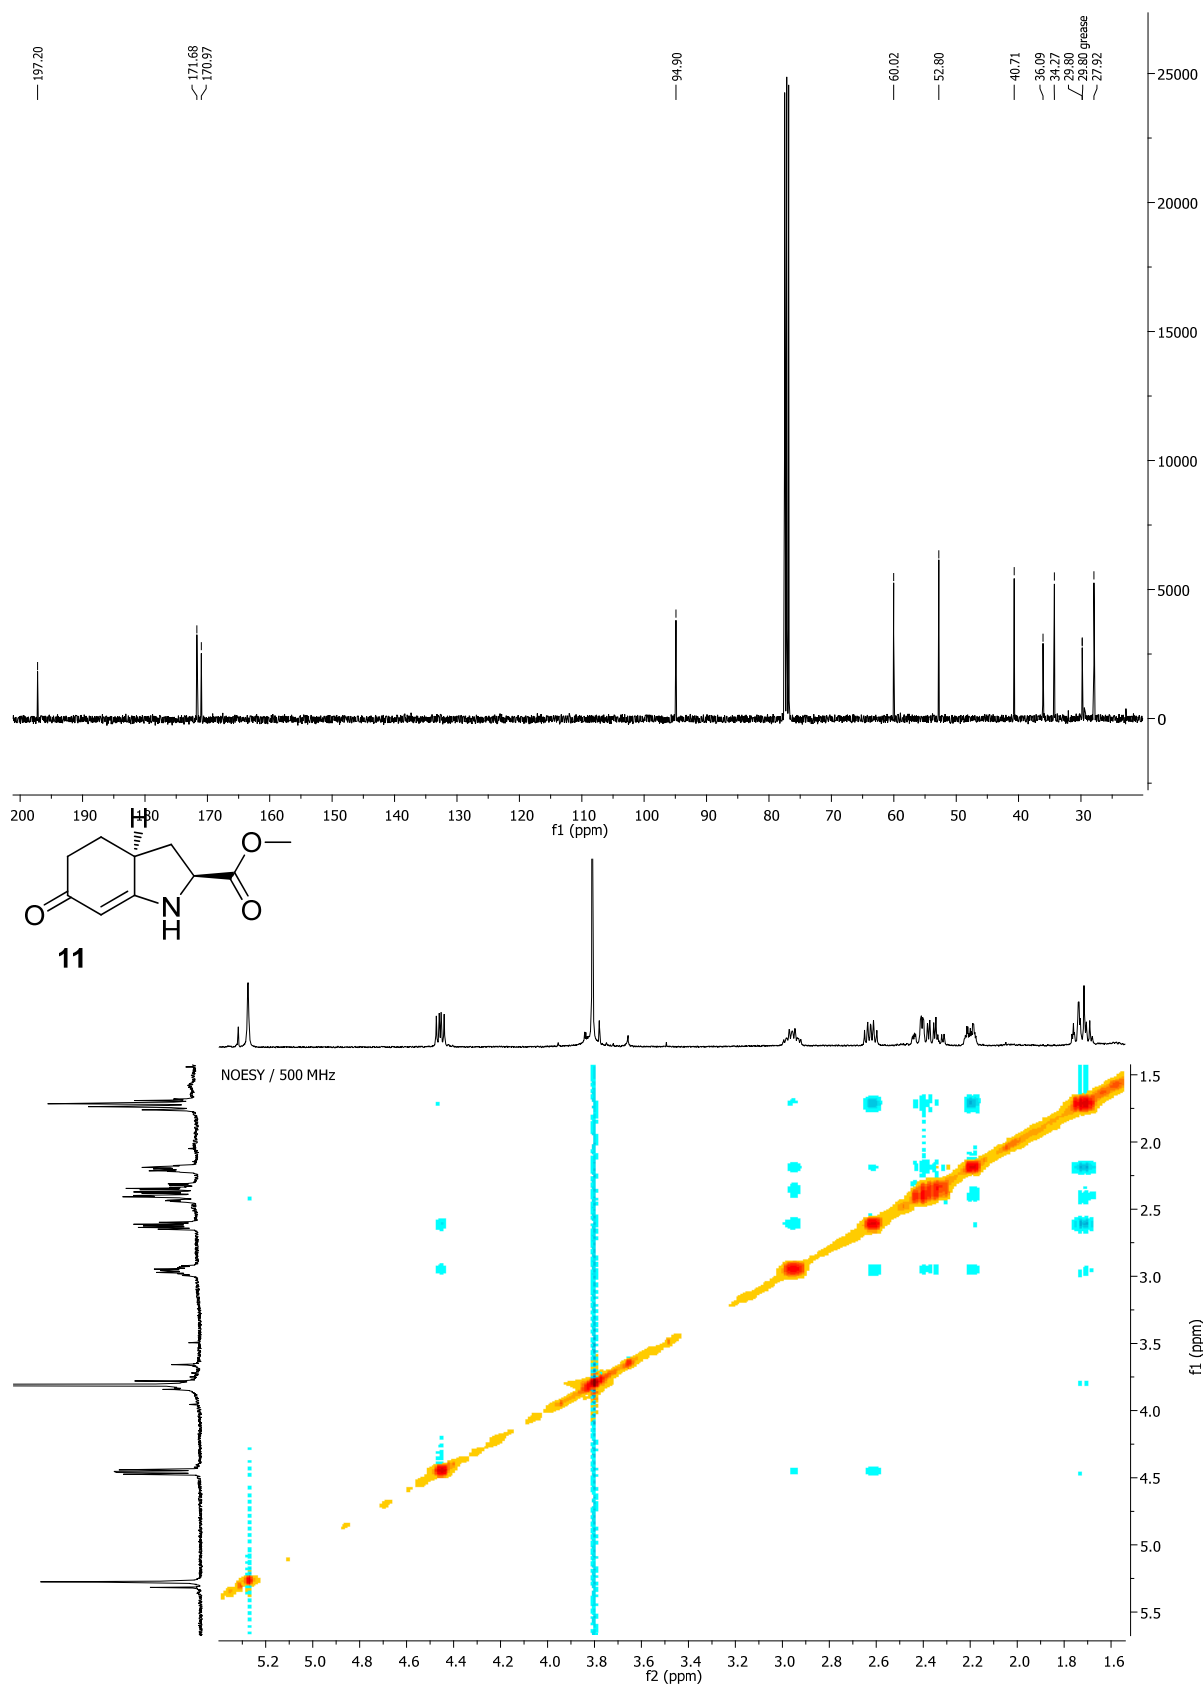 197.20
171.68
170.97
94.90
60.02
52.80
40.71
36.09
34.27
29.80
29.80 grease
27.92
25000
20000
15000
10000
5000
0
200 190 180 170 160 150 140 130 120 110 100 90 80 70 60 50 40 30
f1 (ppm)
H
O
O
O
N
H
11
NOESY / 500 MHz
1.5
2.0
2.5
3.0
3.5
4.0
4.5
5.0
5.5
f1 (ppm)
5.2 5.0 4.8 4.6 4.4 4.2 4.0 3.8 3.6 3.4 3.2 3.0 2.8 2.6 2.4 2.2 2.0 1.8 1.6
f2 (ppm)